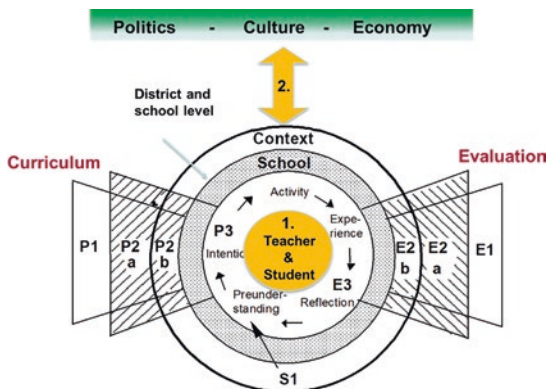 Politics - Culture - Economy
2.
District and
school level
Context
Curriculum
School
Evaluation
Activity
P1
P2
a
P2
b
P3
Intentio
1.
Teacher
&
Student
Expe-
rience
E3
Reflection
Preunder-
standing
E2
b
E2
a
E1
S1